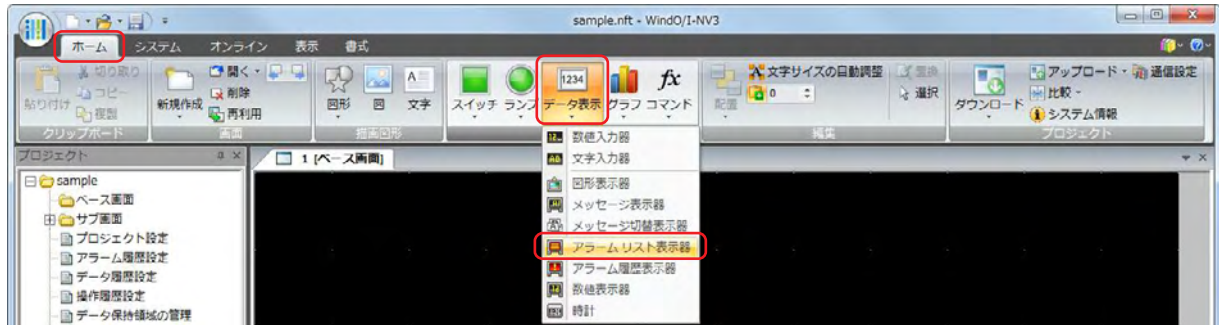 sample.nft - WindO/I-NV3
ホーム システム オンライン 表示 書式
切り取り
コピー
貼り付け
複製
クリップボード
新規作成
開く
削除
再利用
画面
図形 図 文字
描画図形
スイッチ ランプ データ表示 グラフ コマンド
1234
fx
配置
文字サイズの自動調整
0
置換
選択
編集
ダウンロード
アップロード
比較
システム情報
通信設定
プロジェクト
数値入力器
文字入力器
図形表示器
メッセージ表示器
メッセージ切替表示器
アラーム リスト表示器
アラーム履歴表示器
数値表示器
時計
プロジェクト
1 [ベース画面]
sample
ベース画面
サブ画面
プロジェクト設定
アラーム履歴設定
データ履歴設定
操作履歴設定
データ保持領域の管理